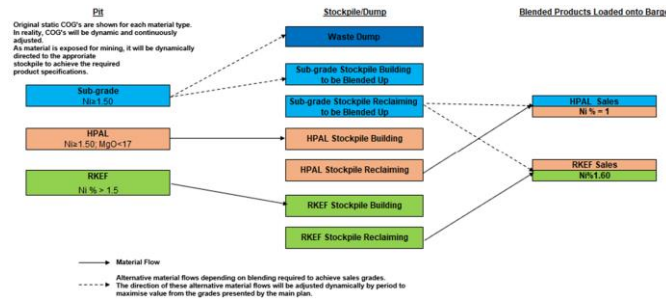 Pit
Stockpile/Dump
Blended Products Loaded onto Barge
Original static COG's are shown for each material type.
In reality, COG's will be dynamic and continuously
adjusted.
As material is exposed for mining, it will be dynamically
directed to the approriate
stockpile to achieve the required
product specifications.
Waste Dump
Sub-grade
Ni≥1.50
Sub-grade Stockpile Building
to be Blended Up
Sub-grade Stockpile Reclaiming
to be Blended Up
HPAL Sales
Ni % = 1
HPAL
Ni≥1.50; MgO<17
HPAL Stockpile Building
HPAL Stockpile Reclaiming
RKEF Sales
Ni%1.60
RKEF
Ni % > 1.5
RKEF Stockpile Building
RKEF Stockpile Reclaiming
Material Flow
Alternative material flows depending on blending required to achieve sales grades.
The direction of these alternative material flows will be adjusted dynamically by period to
maximise value from the grades presented by the main plan.